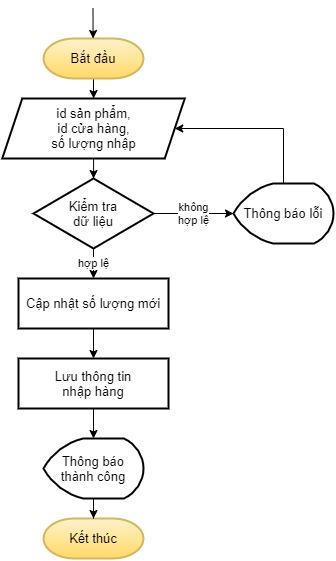 Bắt đầu
id sản phẩm,
id cửa hàng,
số lượng nhập
Kiểm tra
dữ liệu
không
hợp lệ
Thông báo lỗi
hợp lệ
Cập nhật số lượng mới
Lưu thông tin
nhập hàng
Thông báo
thành công
Kết thúc